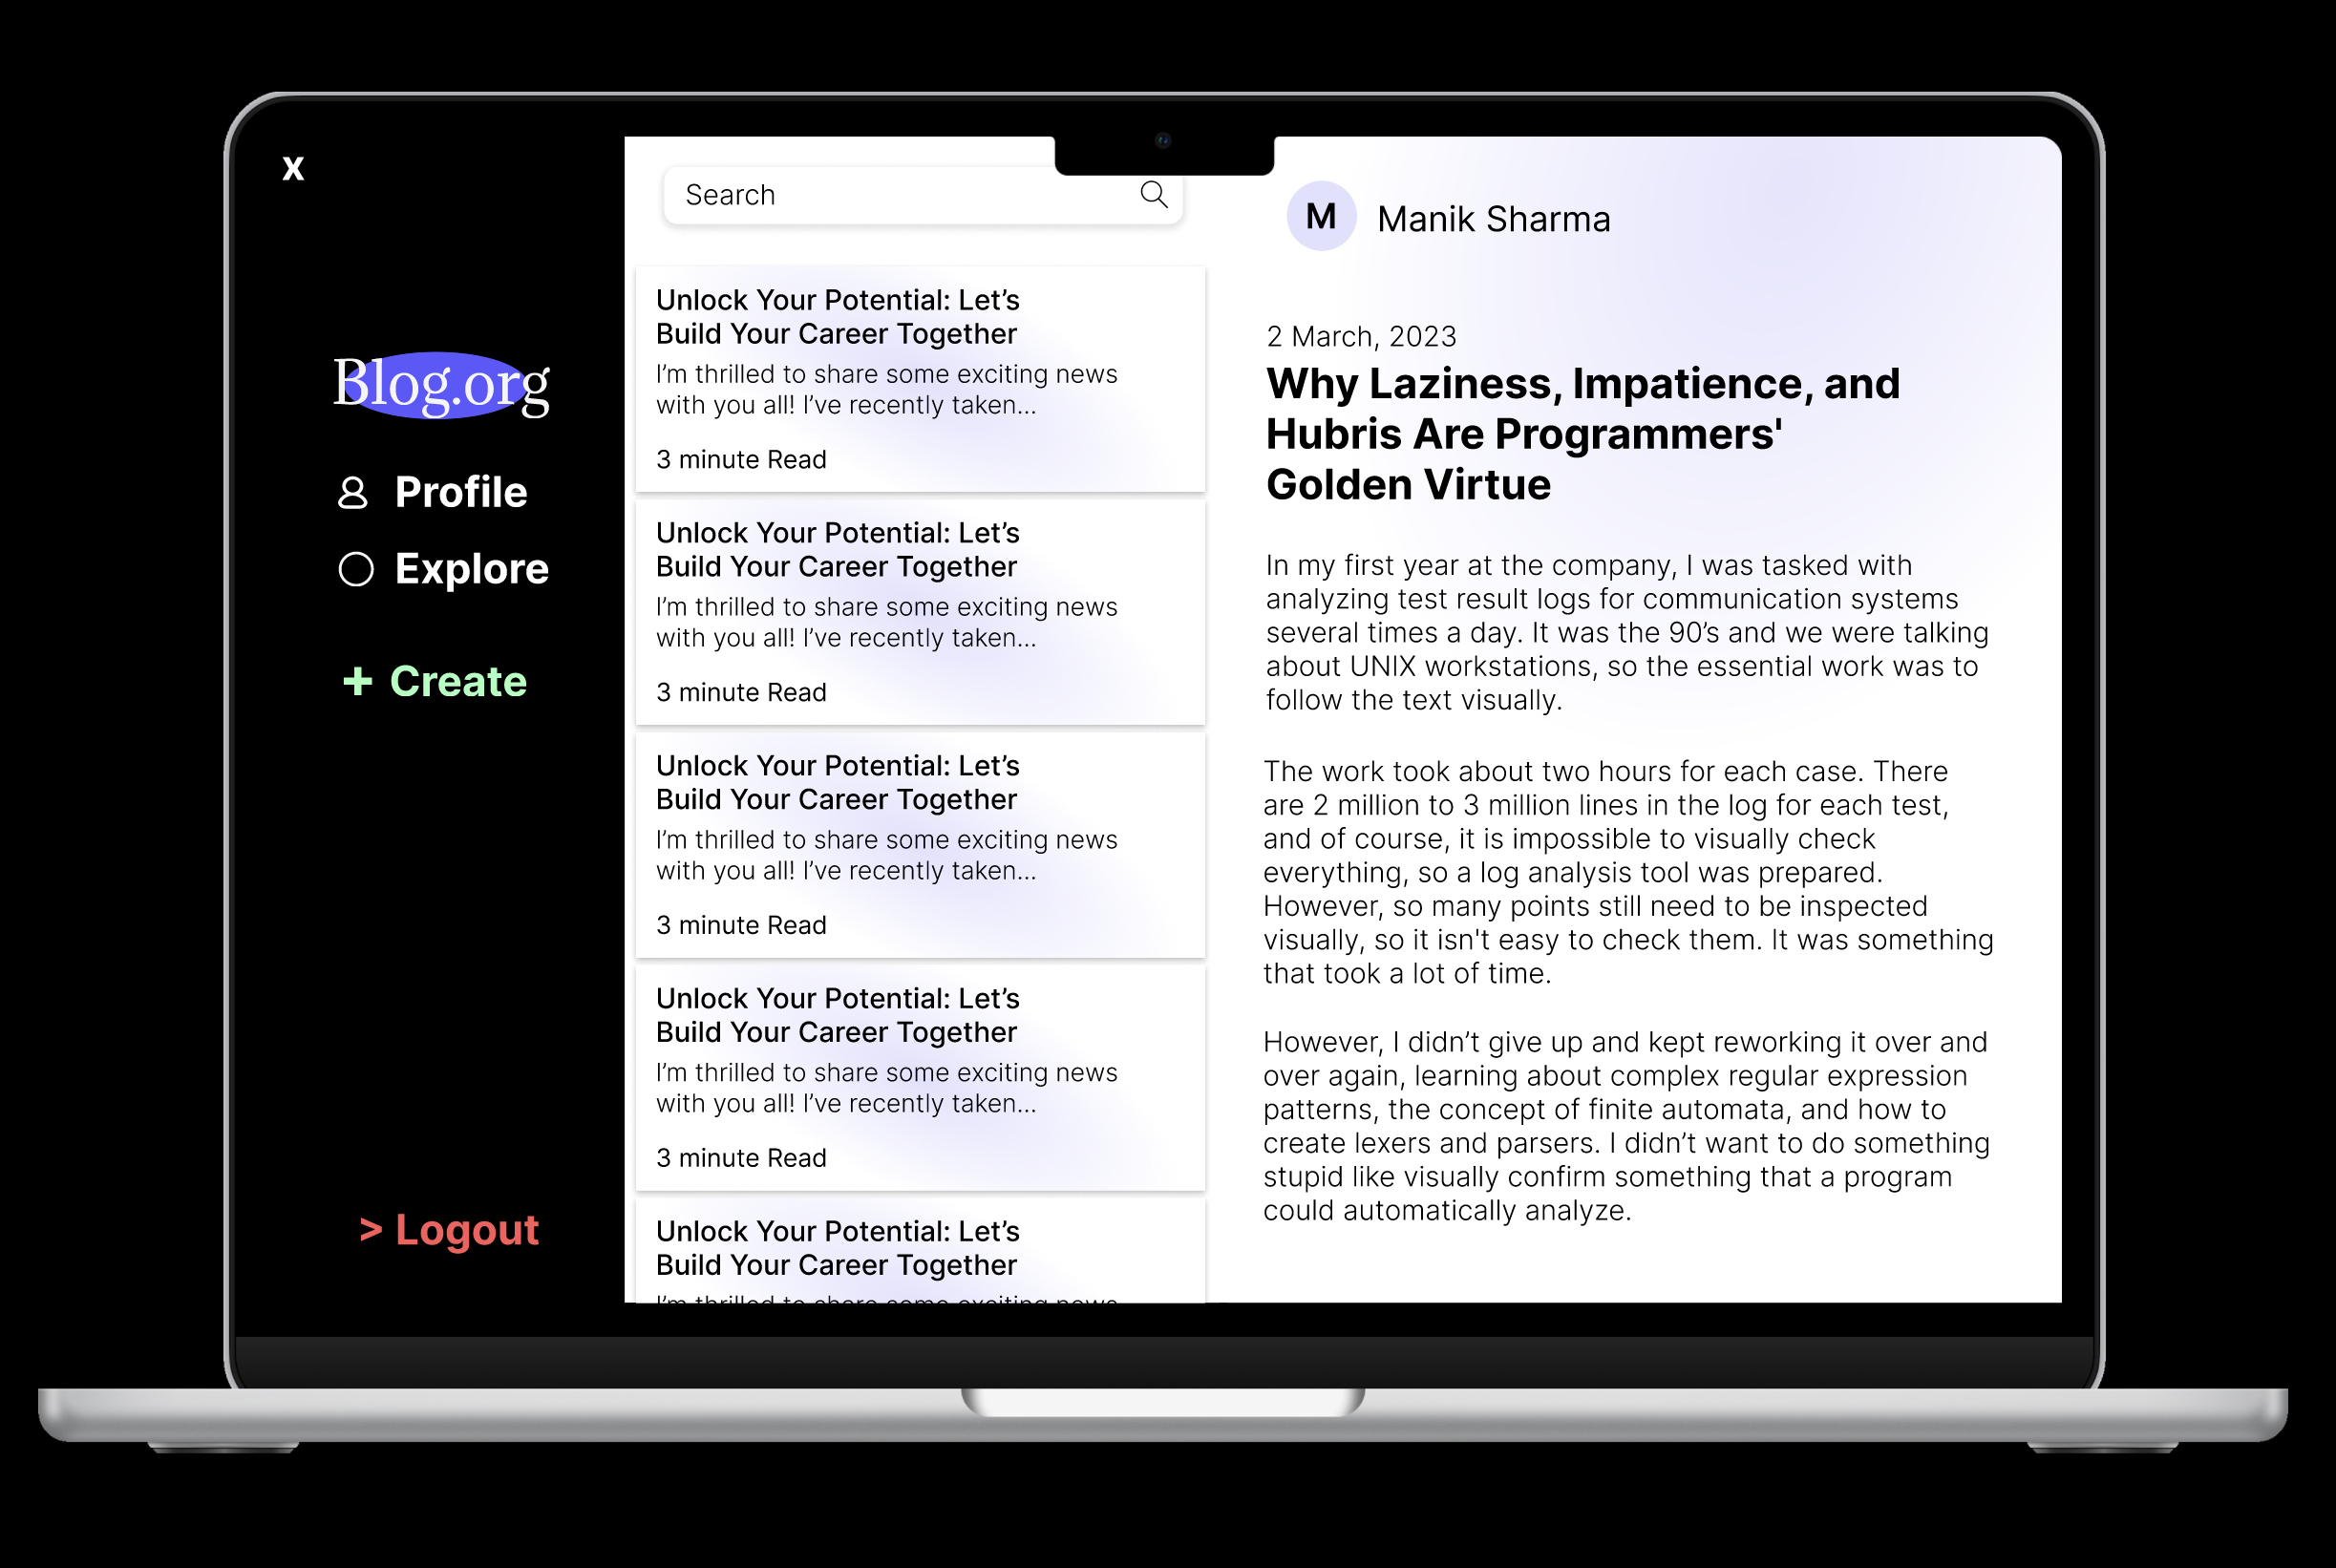 x
Blog.org
Profile
Explore
+ Create
> Logout
Search
Unlock Your Potential: Let’s
Build Your Career Together
I’m thrilled to share some exciting news
with you all! I’ve recently taken...
3 minute Read
Unlock Your Potential: Let’s
Build Your Career Together
I’m thrilled to share some exciting news
with you all! I’ve recently taken...
3 minute Read
Unlock Your Potential: Let’s
Build Your Career Together
I’m thrilled to share some exciting news
with you all! I’ve recently taken...
3 minute Read
Unlock Your Potential: Let’s
Build Your Career Together
I’m thrilled to share some exciting news
with you all! I’ve recently taken...
3 minute Read
Unlock Your Potential: Let’s
Build Your Career Together
I’m thrilled to share some exciting news
M
Manik Sharma
2 March, 2023
Why Laziness, Impatience, and
Hubris Are Programmers'
Golden Virtue
In my first year at the company, I was tasked with
analyzing test result logs for communication systems
several times a day. It was the 90’s and we were talking
about UNIX workstations, so the essential work was to
follow the text visually.
The work took about two hours for each case. There
are 2 million to 3 million lines in the log for each test,
and of course, it is impossible to visually check
everything, so a log analysis tool was prepared.
However, so many points still need to be inspected
visually, so it isn't easy to check them. It was something
that took a lot of time.
However, I didn’t give up and kept reworking it over and
over again, learning about complex regular expression
patterns, the concept of finite automata, and how to
create lexers and parsers. I didn’t want to do something
stupid like visually confirm something that a program
could automatically analyze.